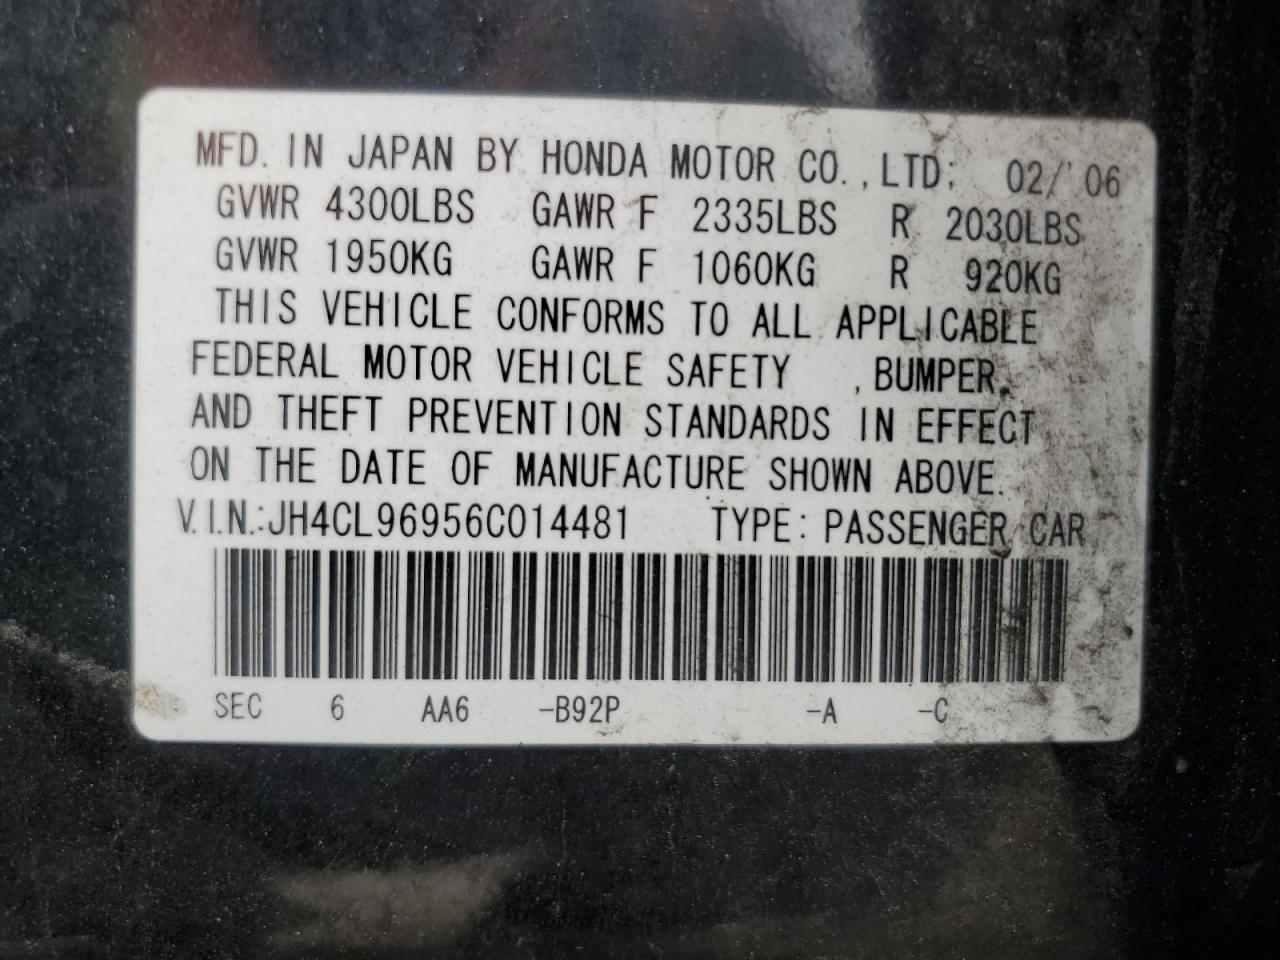 MFD. IN JAPAN BY HONDA MOTOR CO., LTD; 02/'06
GVWR 4300LBS GAWR F 2335LBS R 2030LBS
GVWR 1950KG GAWR F 1060KG R 920KG
THIS VEHICLE CONFORMS TO ALL APPLICABLE
FEDERAL MOTOR VEHICLE SAFETY , BUMPER,
AND THEFT PREVENTION STANDARDS IN EFFECT
ON THE DATE OF MANUFACTURE SHOWN ABOVE.
V.I.N.:JH4CL96956C014481 TYPE: PASSENGER CAR
SEC 6 AA6 -B92P -A -C